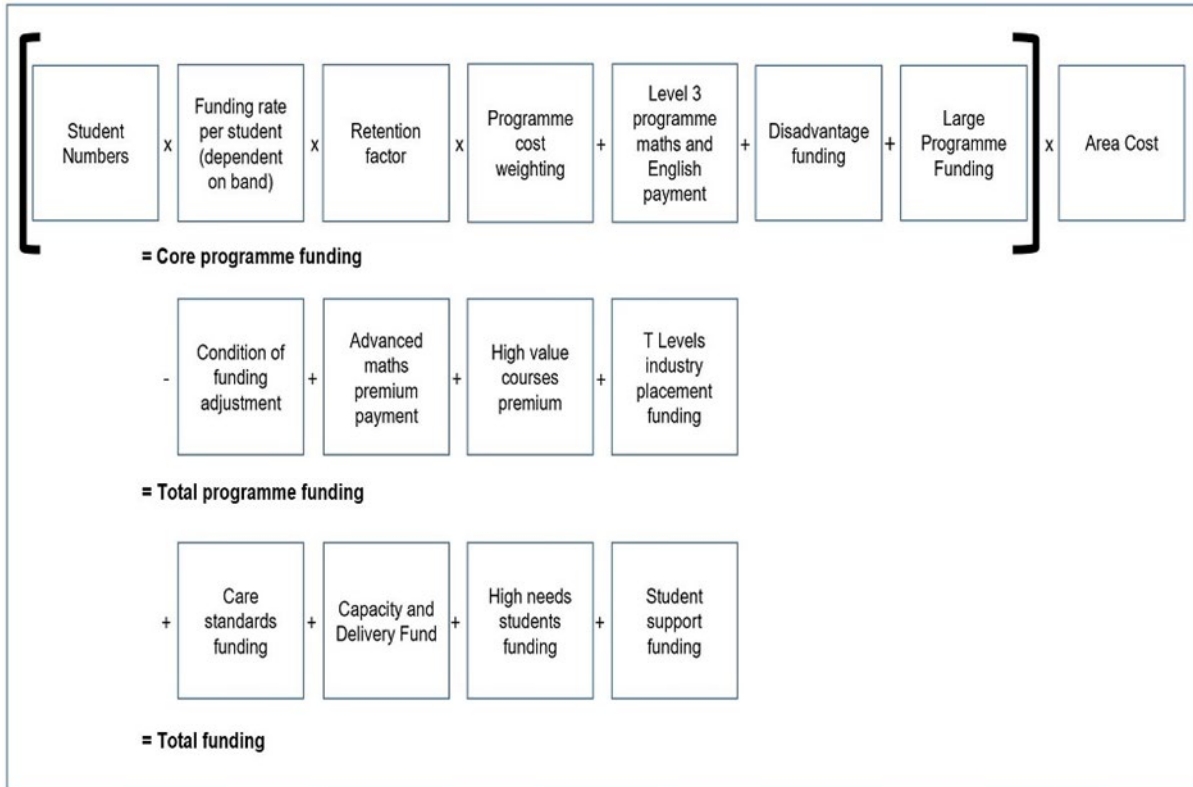 Student
Numbers
x
Funding rate
per student
(dependent
on band)
x
Retention
factor
x
Programme
cost
weighting
+
Level 3
programme
maths and
English
payment
+
Disadvantage
funding
+
Large
Programme
Funding
x
Area Cost
= Core programme funding
-
Condition of
funding
adjustment
+
Advanced
maths
premium
payment
+
High value
courses
premium
+
T Levels
industry
placement
funding
= Total programme funding
+
Care
standards
funding
+
Capacity and
Delivery Fund
+
High needs
students
funding
+
Student
support
funding
= Total funding